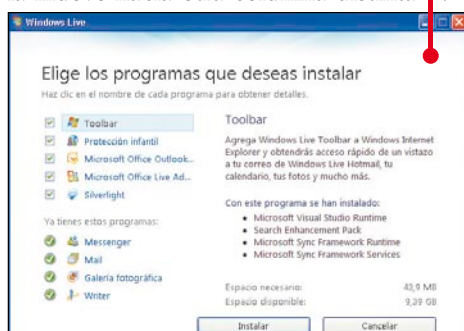 Windows Live
Elige los programas que deseas instalar
Haz clic en el nombre de cada programa para obtener detalles.
Toolbar
Protección infantil
Microsoft Office Outlook...
Microsoft Office Live Ad...
Silverlight
Ya tienes estos programas:
Messenger
Mail
Galería fotográfica
Writer
Toolbar
Agrega Windows Live Toolbar a Windows Internet
Explorer y obtendrás acceso rápido de un vistazo
a tu correo de Windows Live Hotmail, tu
calendario, tus fotos y mucho más.
Con este programa se han instalado:
Microsoft Visual Studio Runtime
Search Enhancement Pack
Microsoft Sync Framework Runtime
Microsoft Sync Framework Services
Espacio necesario: 43,9 MB
Espacio disponible: 9,39 GB
Instalar
Cancelar